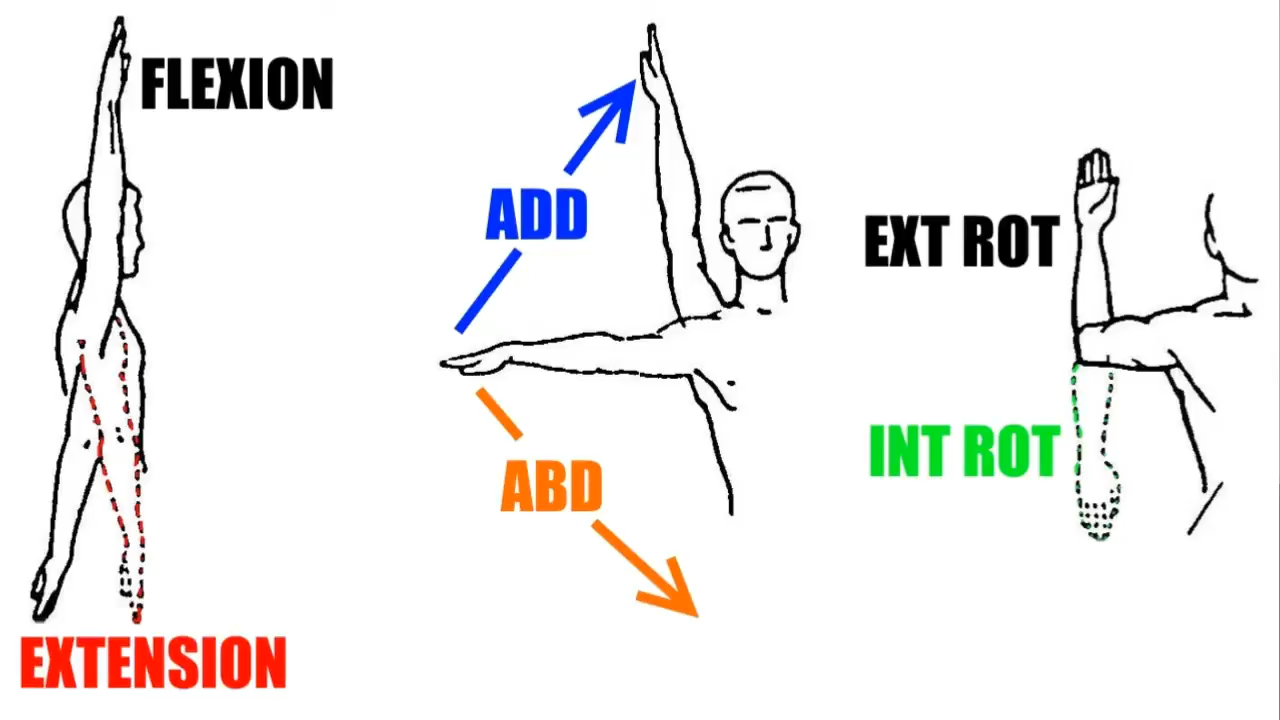 FLEXION
EXTENSION
ADD
ABD
EXT ROT
INT ROT